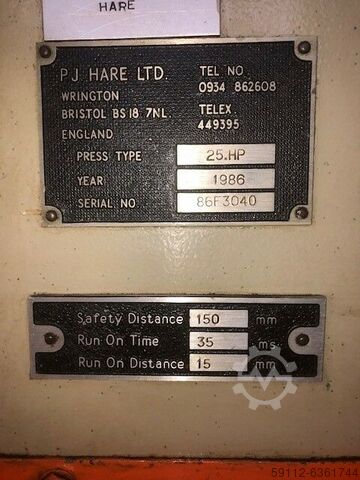 HARE
P.J. HARE LTD.
WRINGTON
BRISTOL BS18 7NL.
ENGLAND
TEL NO
0934 862608
TELEX
449395
PRESS TYPE 25.HP
YEAR 1986
SERIAL NO. 86F3040
Safety Distance 150 mm
Run On Time 35 ms
Run On Distance 15 mm
59112-6361744